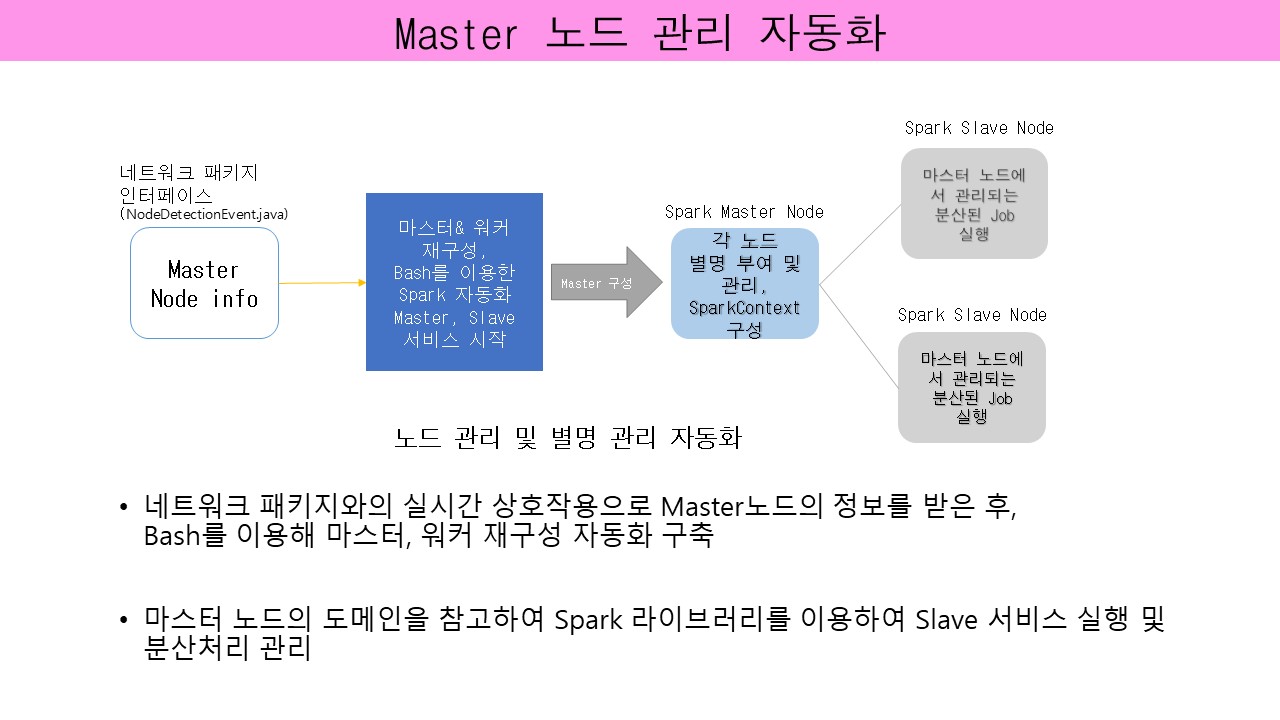 Master 노드 관리 자동화
네트워크 패키지
인터페이스
(NodeDetectionEvent.java)
Master
Node info
마스터& 워커
재구성,
Bash를 이용한
Spark 자동화
Master, Slave
서비스 시작
Master 구성
Spark Master Node
각 노드
별명 부여 및
관리,
SparkContext
구성
Spark Slave Node
마스터 노드에
서 관리되는
분산된 Job
실행
Spark Slave Node
마스터 노드에
서 관리되는
분산된 Job
실행
노드 관리 및 별명 관리 자동화
• 네트워크 패키지와의 실시간 상호작용으로 Master노드의 정보를 받은 후,
Bash를 이용해 마스터, 워커 재구성 자동화 구축
• 마스터 노드의 도메인을 참고하여 Spark 라이브러리를 이용하여 Slave 서비스 실행 및
분산처리 관리